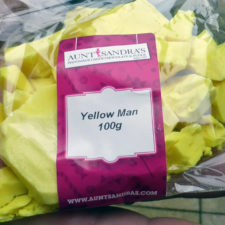 AUNT SANDRA'S
Yellow Man
100g
WWW.AUNTSANDRAS.COM